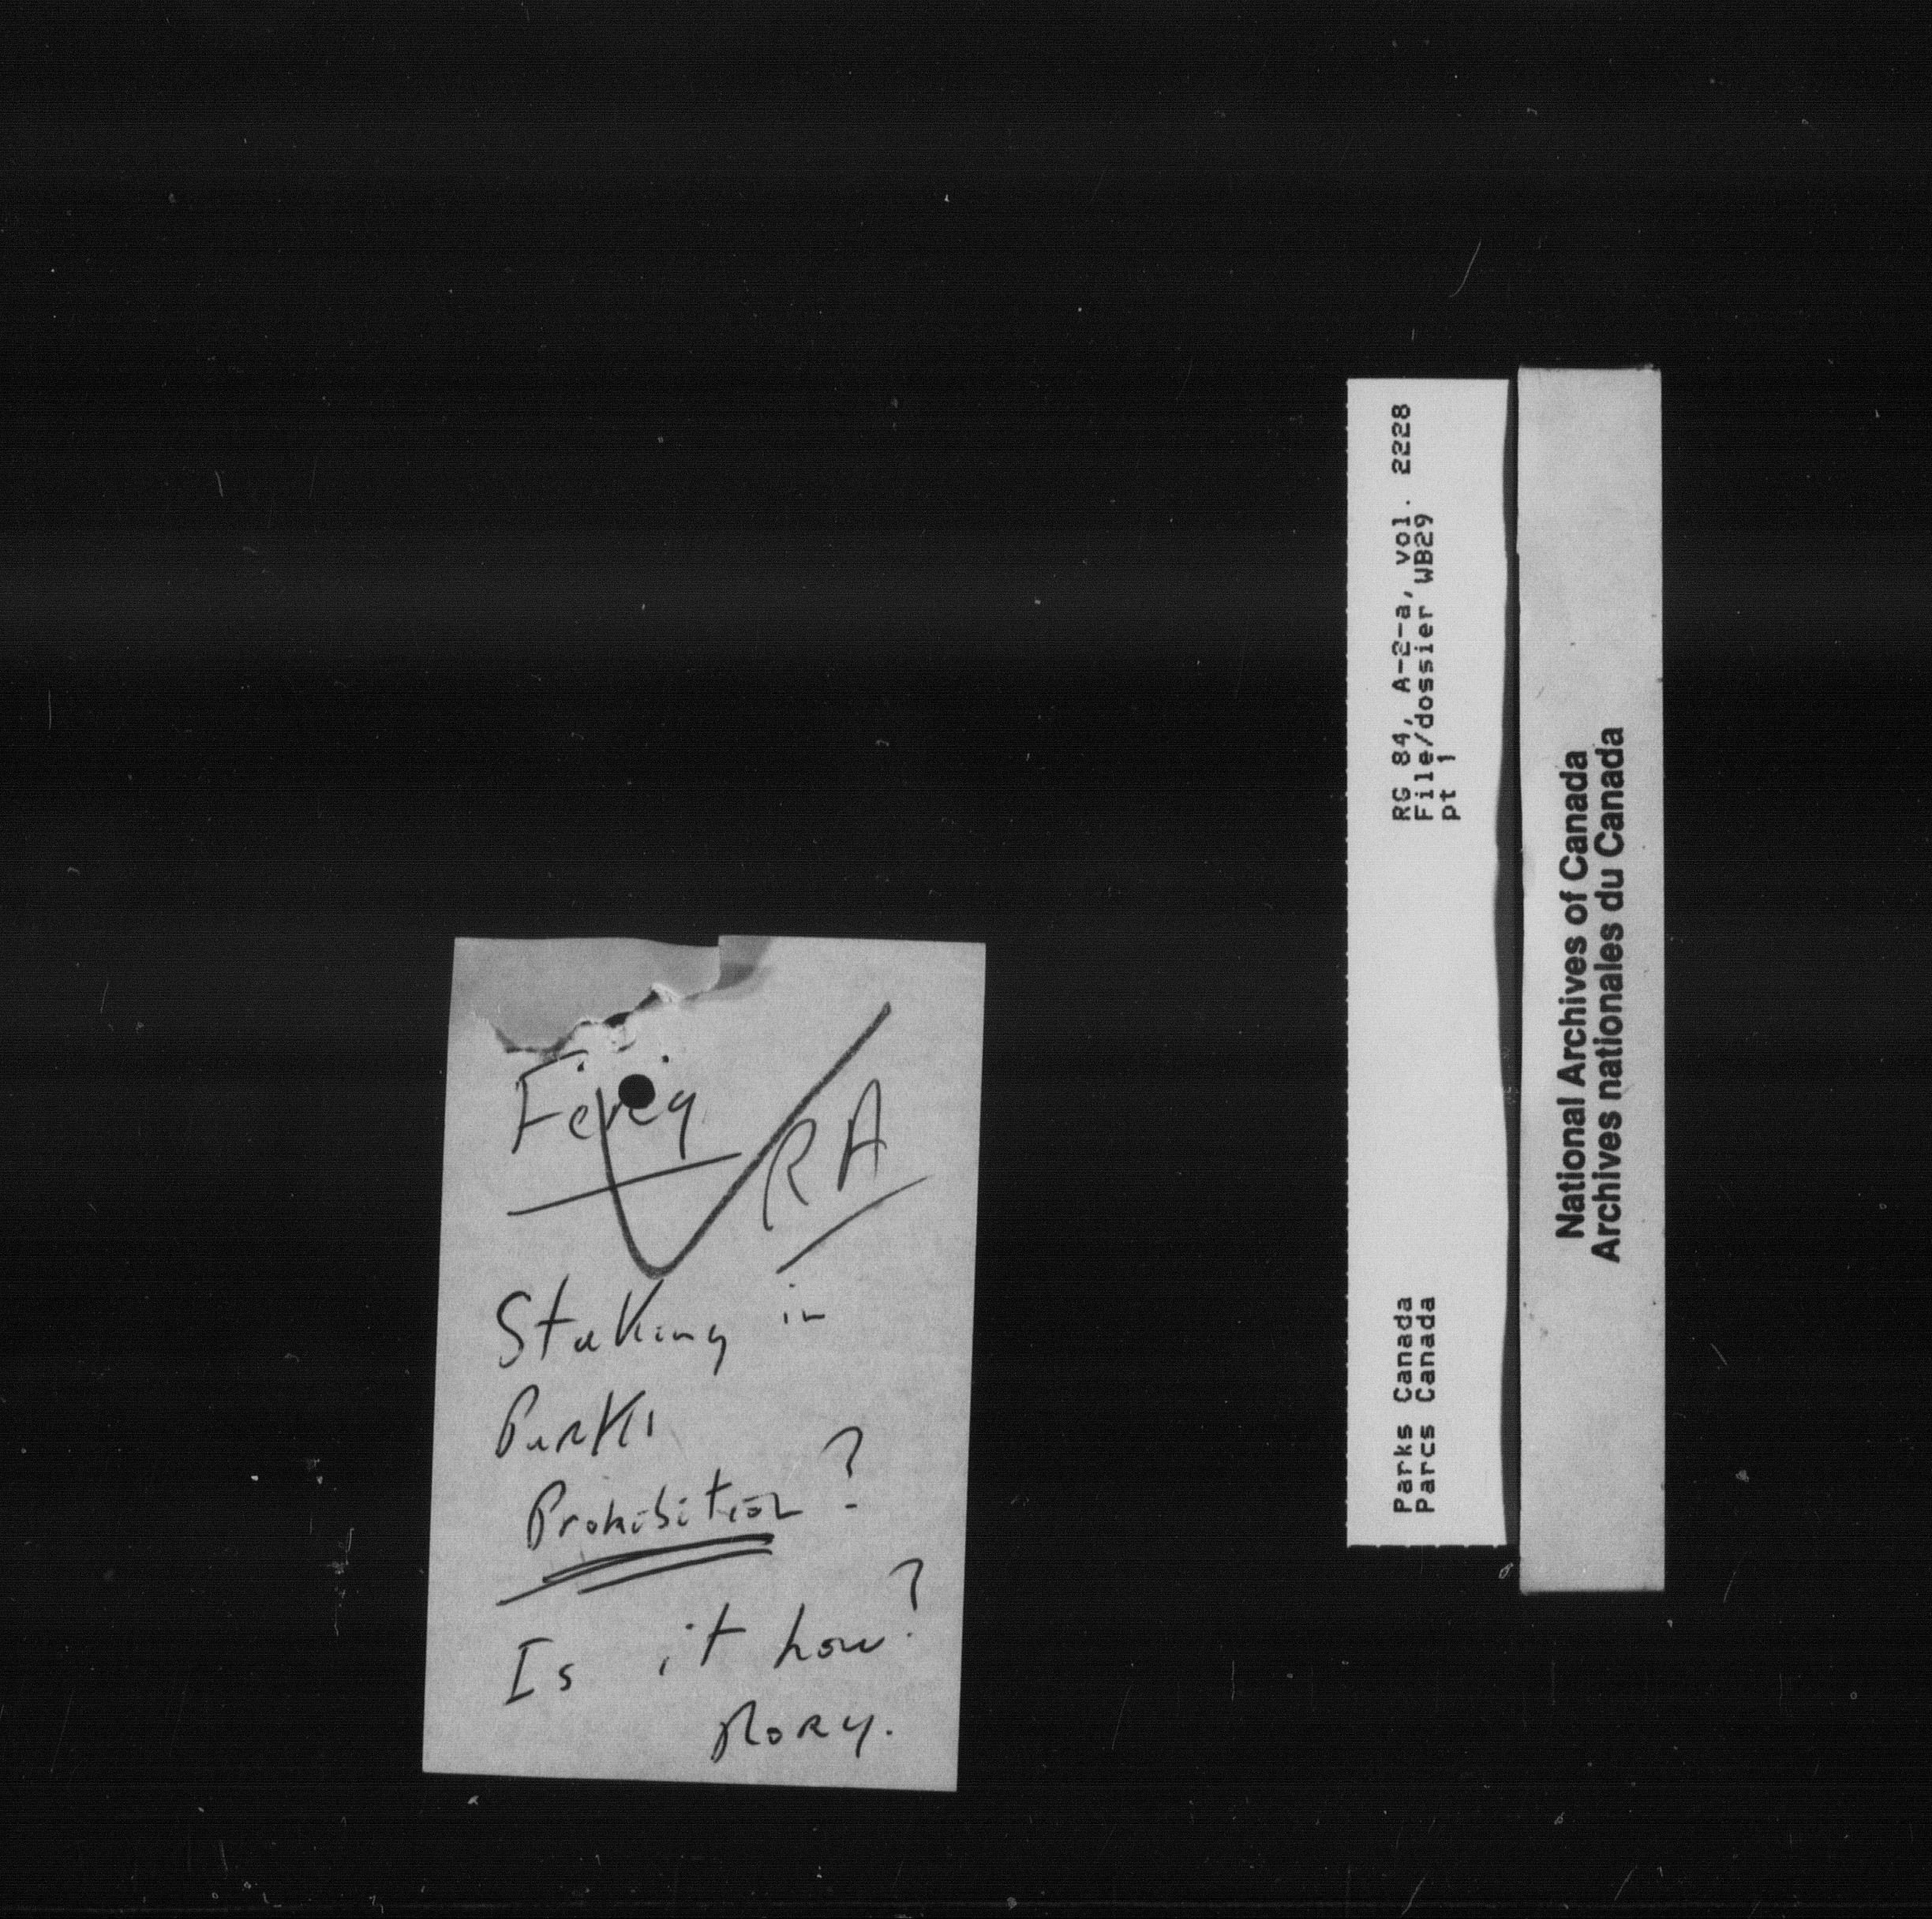 RA
Staking in
Parks
Prohibition ?
Is it how ?
Rory.
RG 84, A-2-a, vol. 2228
File/dossier WB29
pt 1
Parks Canada
Parcs Canada
National Archives of Canada
Archives nationales du Canada